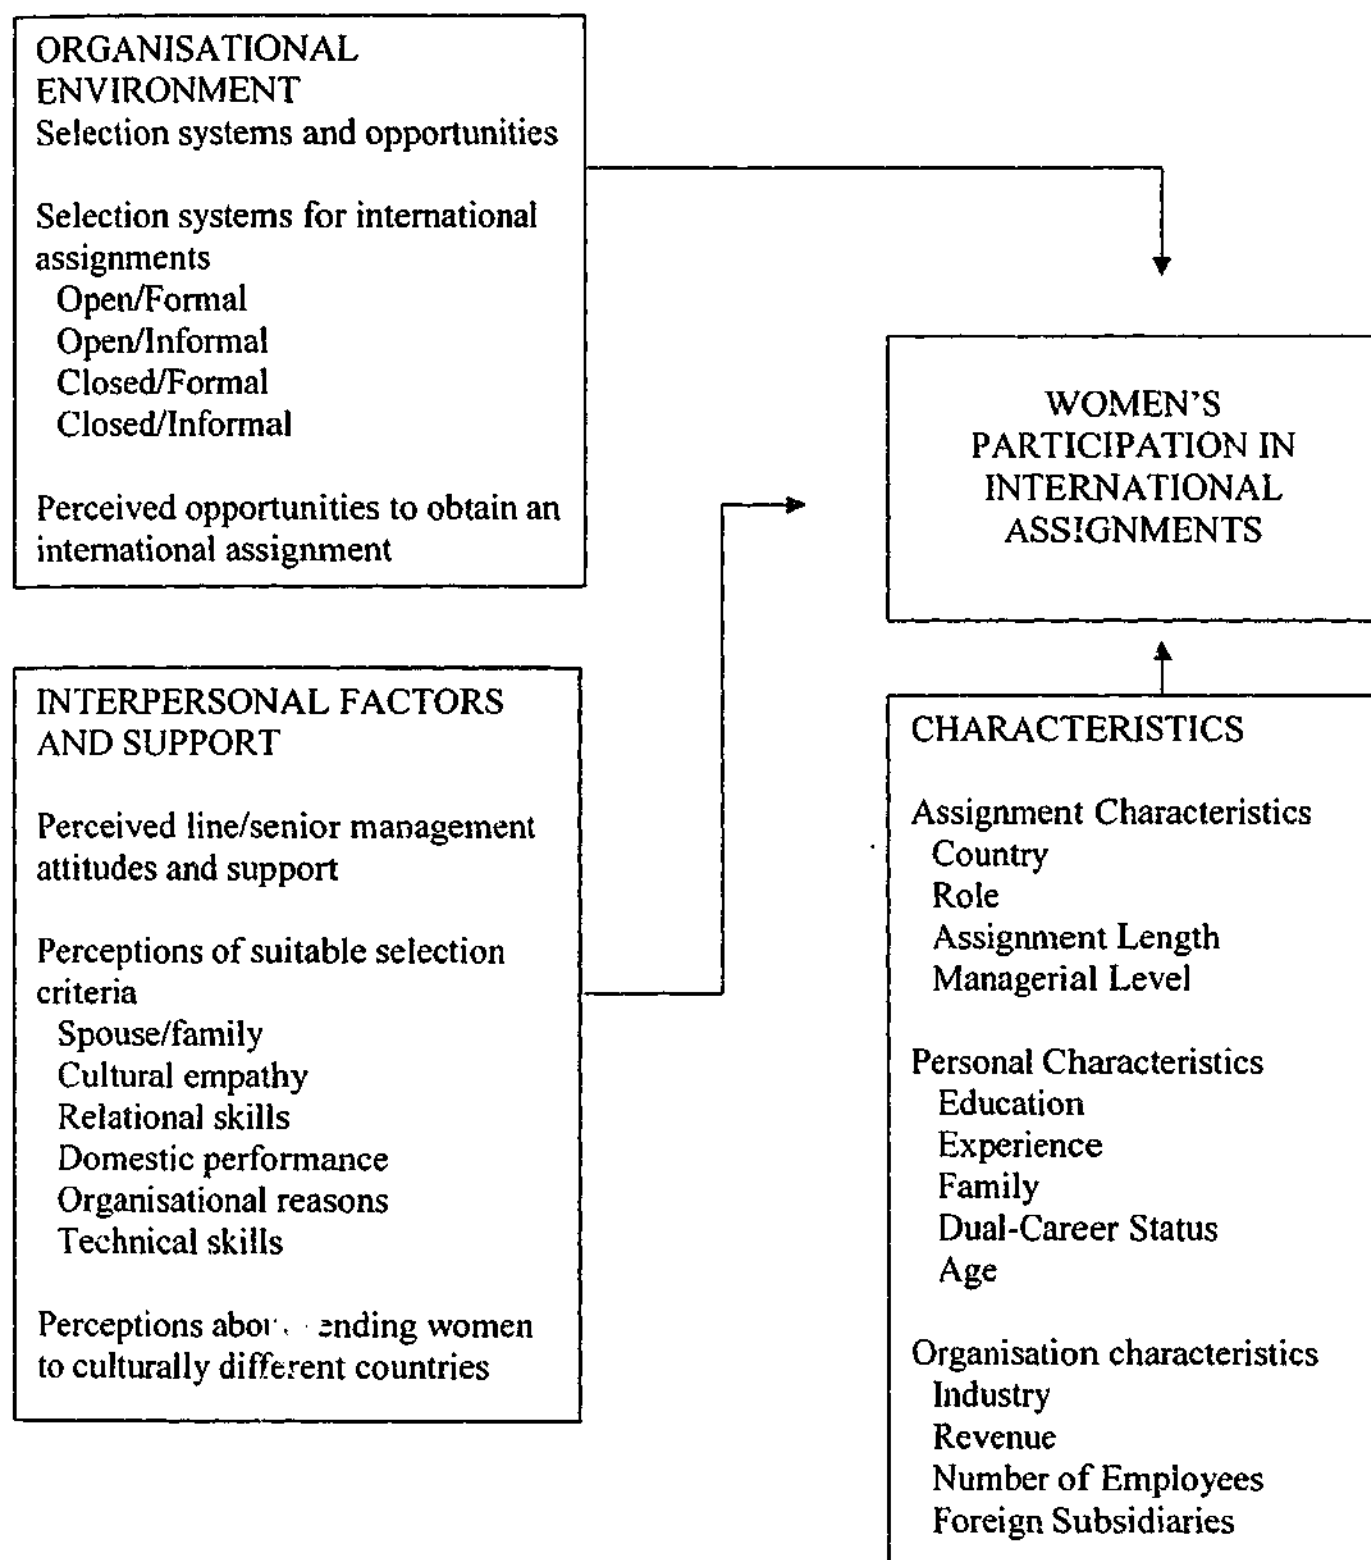 ORGANISATIONAL
ENVIRONMENT
Selection systems and opportunities
Selection systems for international
assignments
Open/Formal
Open/Informal
Closed/Formal
Closed/Informal
Perceived opportunities to obtain an
international assignment
INTERPERSONAL FACTORS
AND SUPPORT
Perceived line/senior management
attitudes and support
Perceptions of suitable selection
criteria
Spouse/family
Cultural empathy
Relational skills
Domestic performance
Organisational reasons
Technical skills
Perceptions women
to culturally different countries
WOMEN'S
PARTICIPATION IN
INTERNATIONAL
ASSIGNMENTS
CHARACTERISTICS
Assignment Characteristics
Country
Role
Assignment Length
Managerial Level
Personal Characteristics
Education
Experience
Family
Dual-Career Status
Age
Organisation characteristics
Industry
Revenue
Number of Employees
Foreign Subsidiaries